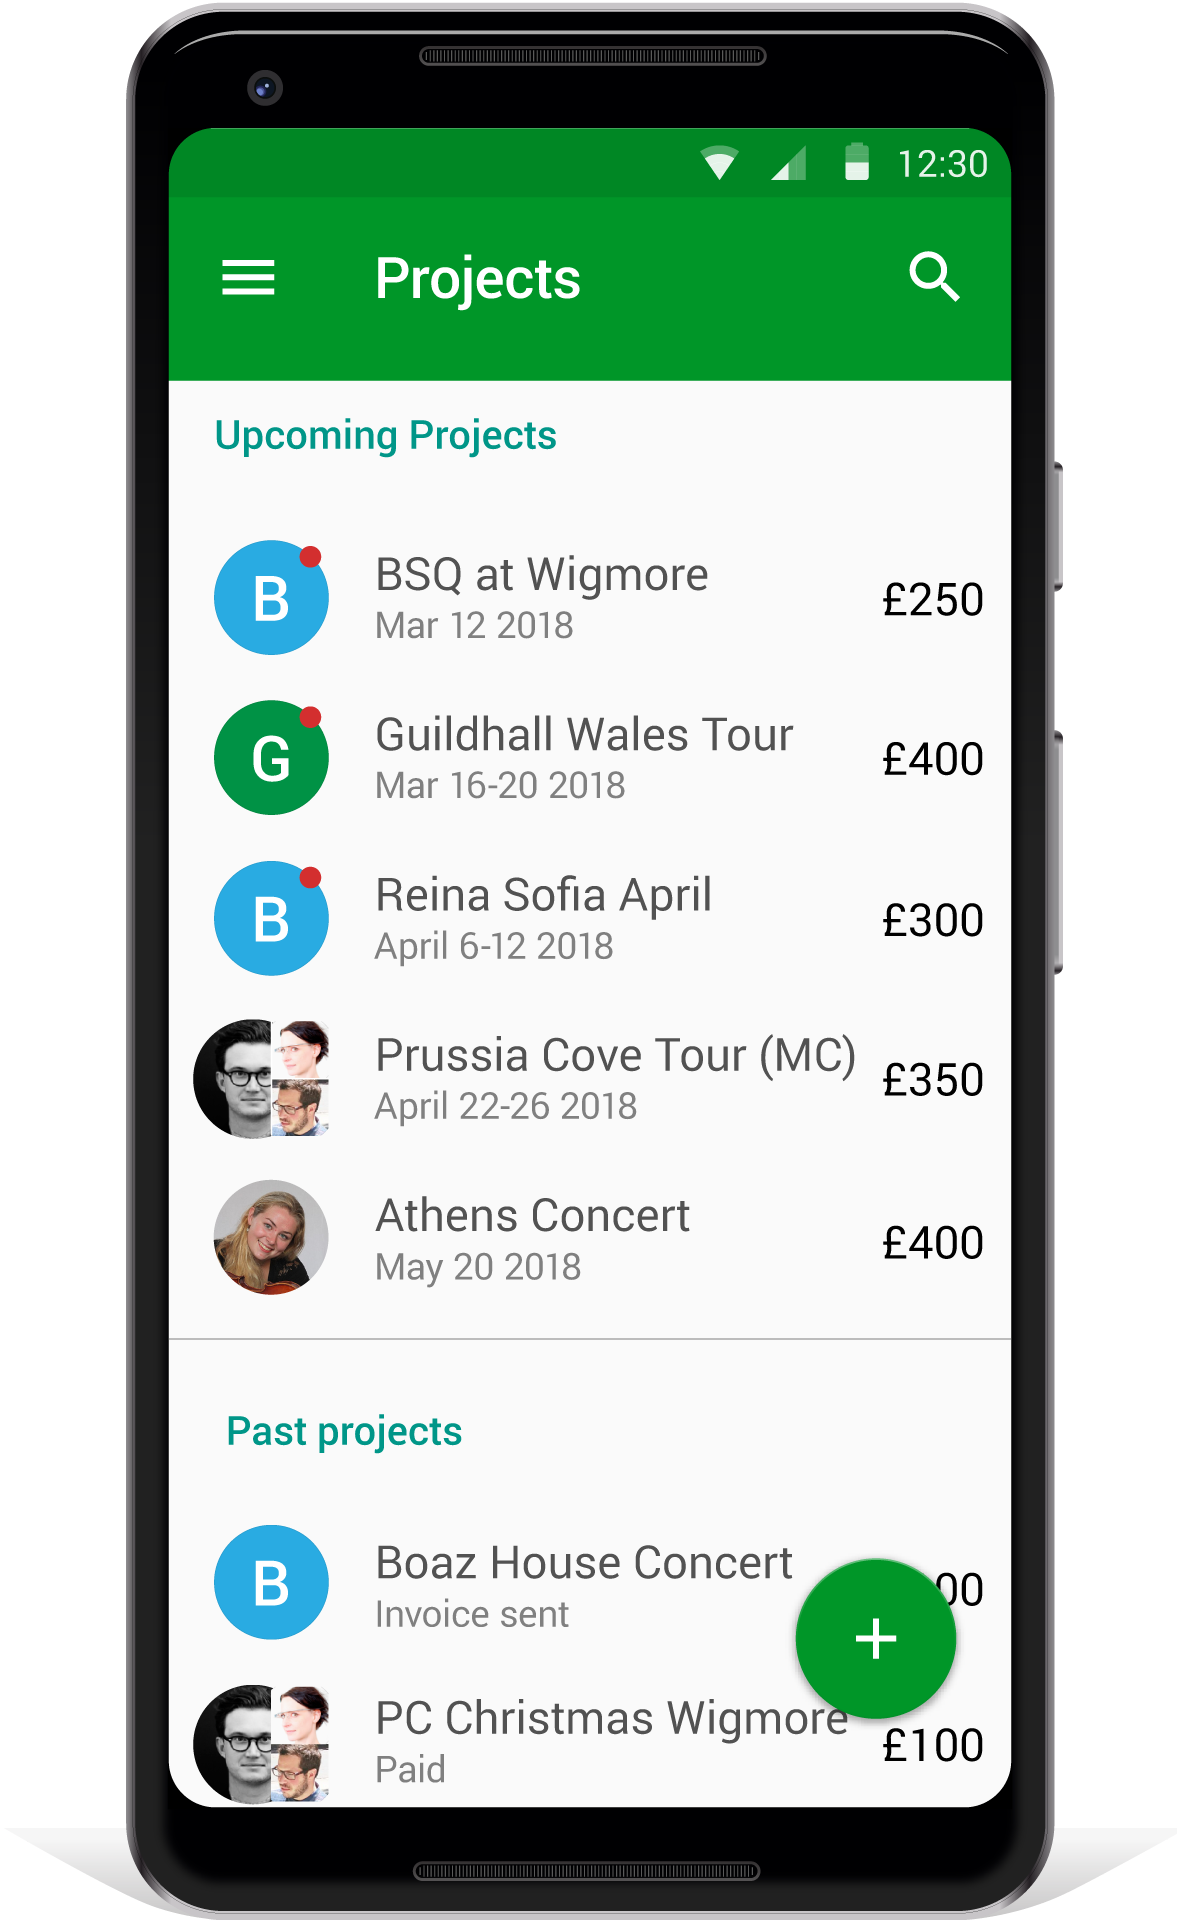 12:30
Projects
Upcoming Projects
B
BSQ at Wigmore
Mar 12 2018
£250
G
Guildhall Wales Tour
Mar 16-20 2018
£400
B
Reina Sofia April
April 6-12 2018
£300
Prussia Cove Tour (MC)
April 22-26 2018
£350
Athens Concert
May 20 2018
£400
Past projects
B
Boaz House Concert
Invoice sent
+
PC Christmas Wigmore
Paid
£100